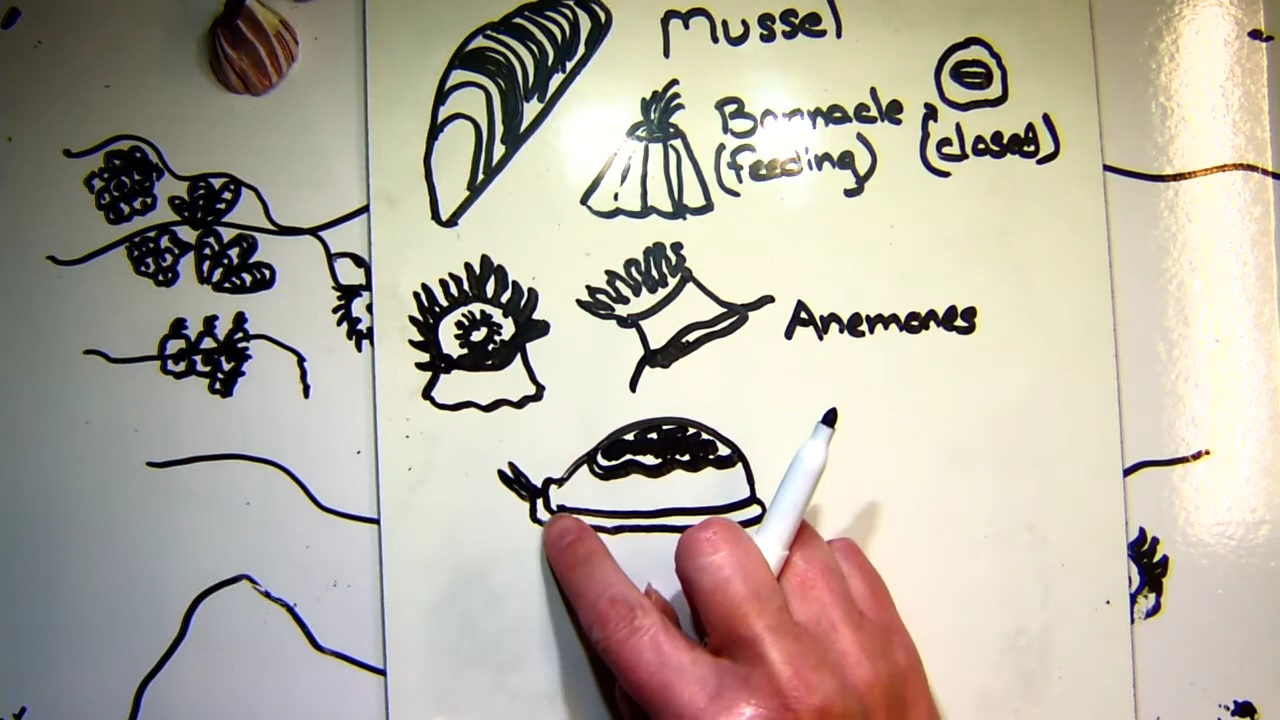 Mussel
Barnacle
(feeding)
(closed)
Anemones